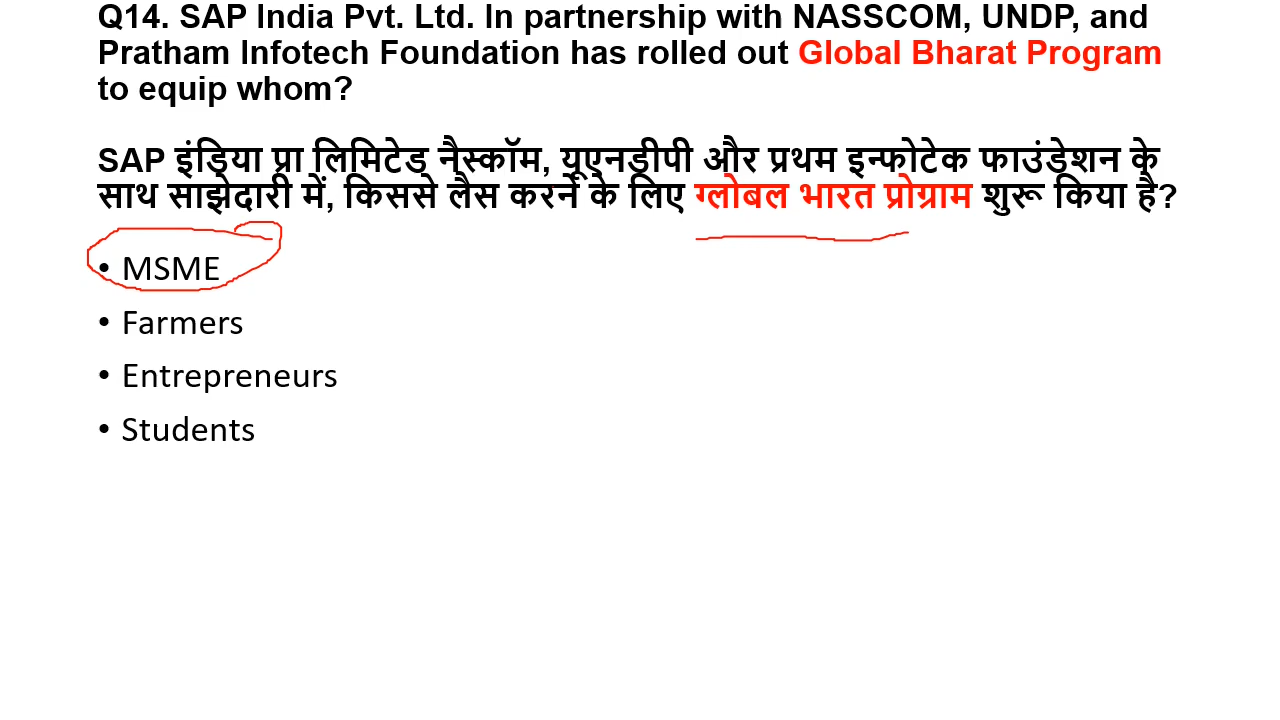 Q14. SAP India Pvt. Ltd. In partnership with NASSCOM, UNDP, and
Pratham Infotech Foundation has rolled out Global Bharat Program
to equip whom?
SAP इंडिया प्रा लिमिटेड नैस्कॉम, यूएनडीपी और प्रथम इन्फोटेक फाउंडेशन के
साथ साझेदारी में, किससे लैस करने के लिए ग्लोबल भारत प्रोग्राम शुरू किया है?
• MSME
• Farmers
• Entrepreneurs
• Students